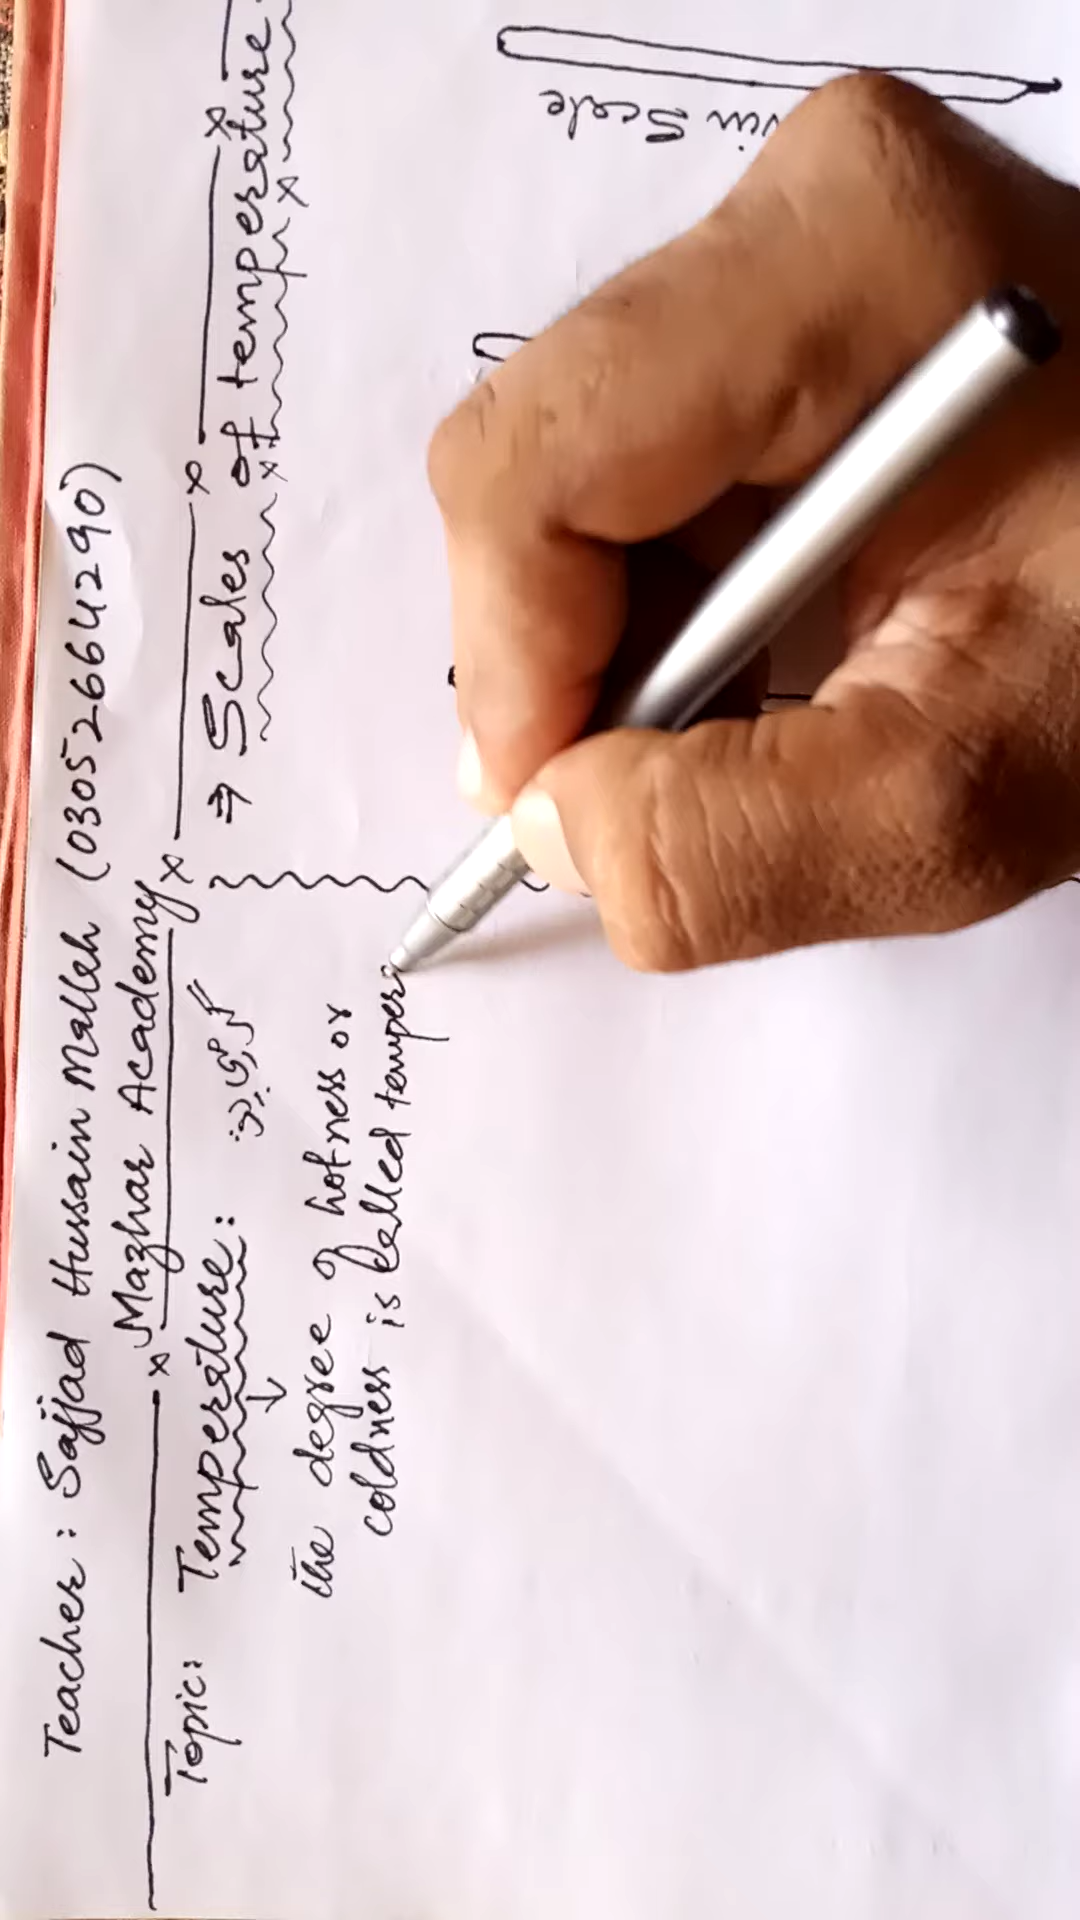 Teacher: Sajjad Hussain Malleh (03052664290)
Mazhar Academy
Topic: Temperature:
The degree of hotness or
coldness is called temper
⇒ Scales of temperature
Scale